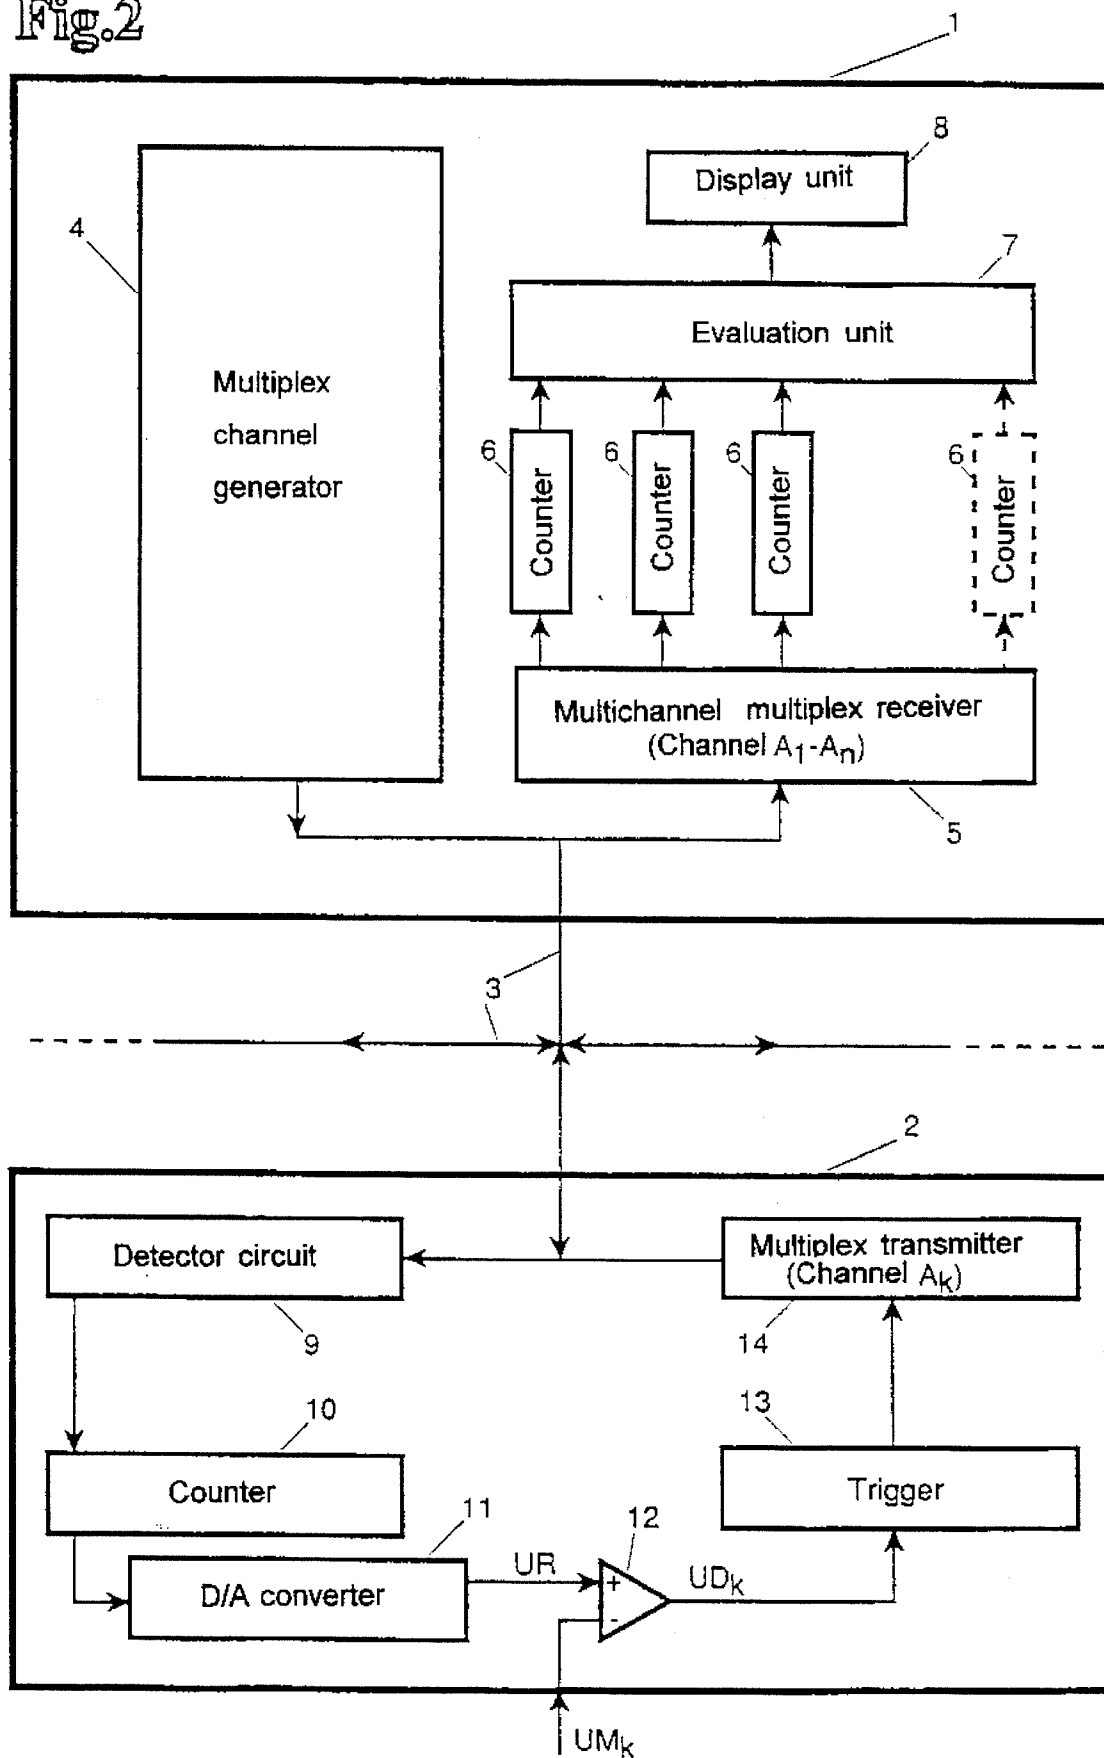 Fig.2
1
8
Display unit
4
7
Evaluation unit
Multiplex
channel
generator
6
6
6
6
Counter
Counter
Counter
Counter
Multichannel multiplex receiver
(Channel A1-An)
5
3
2
Detector circuit
Multiplex transmitter
(Channel Ak)
9
14
10
13
Counter
Trigger
11
12
D/A converter
UR
+
-
UDk
UMk